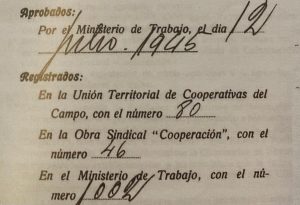 Aprobados:
Por el Ministerio de Trabajo, el día 12
Julio. 1946
Registrados:
En la Unión Territorial de Cooperativas del
Campo, con el número 80
En la Obra Sindical "Cooperación", con el
número 46
En el Ministerio de Trabajo, con el nú-
mero 1002